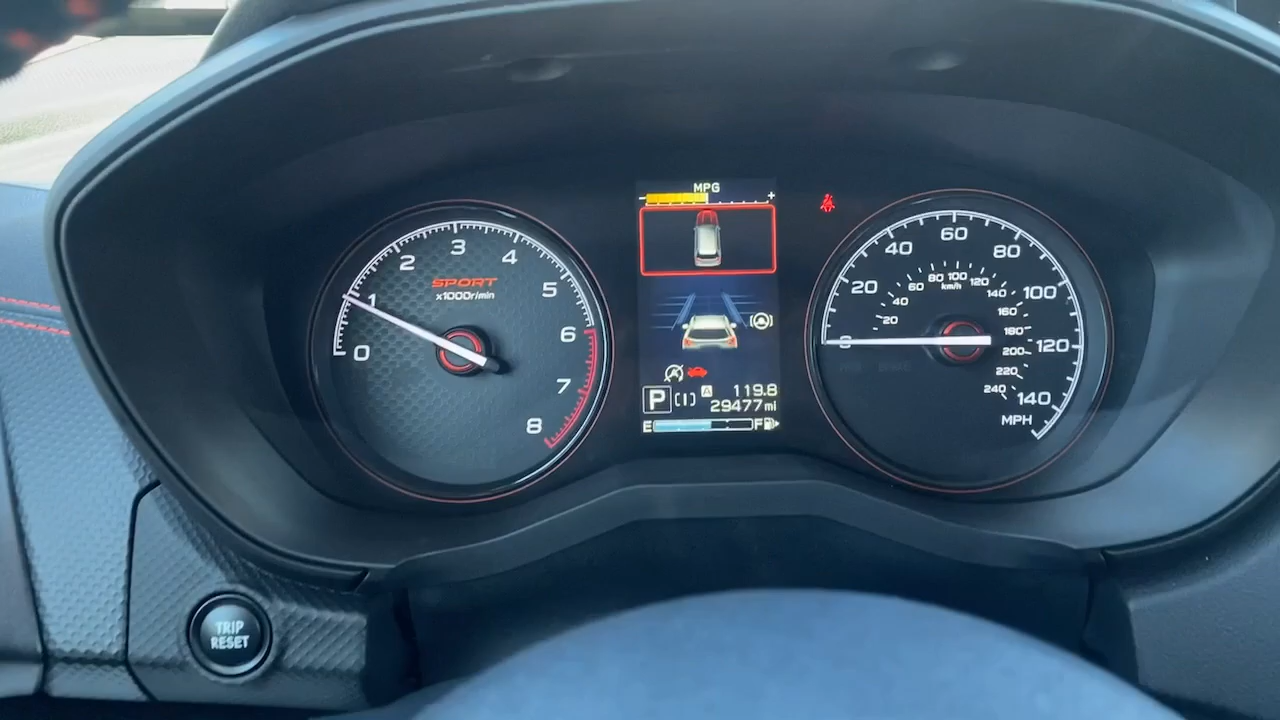 MPG
- +
SPORT
x1000r/min
0 1 2 3 4 5 6 7 8
P A 119.8
29477mi
E F
0 20 40 60 80 100 120 140
MPH
20 40 60 80 100 120 140 160 180 200 220 240
km/h
TRIP
RESET